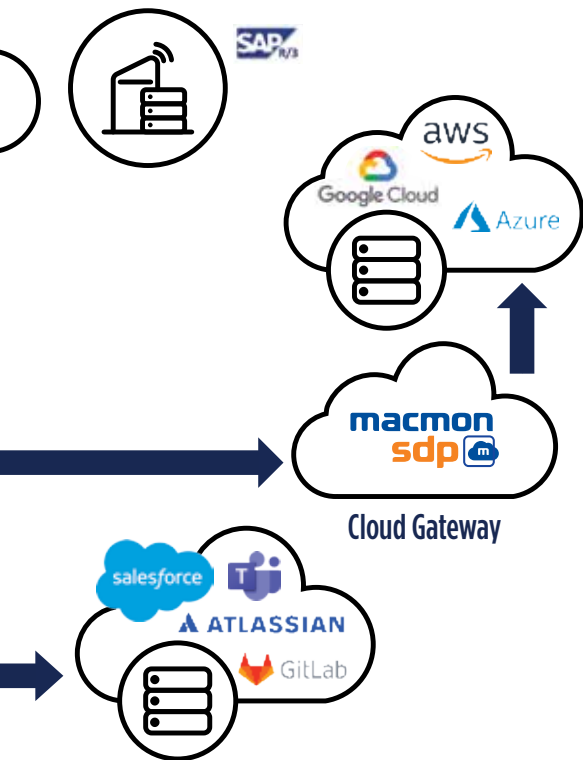 SAP R/3
aws
Google Cloud
Azure
macmon
sdp m
Cloud Gateway
salesforce
T
ATLASSIAN
GitLab